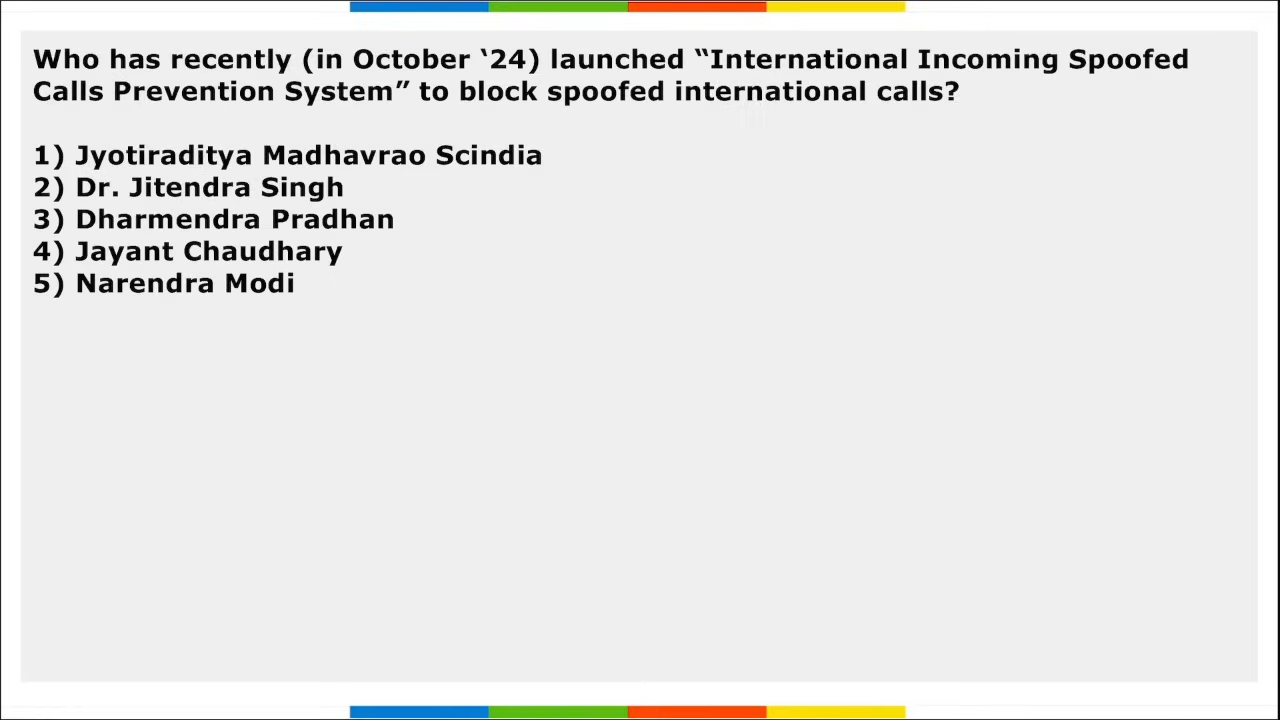 Who has recently (in October ‘24) launched “International Incoming Spoofed
Calls Prevention System” to block spoofed international calls?
1) Jyotiraditya Madhavrao Scindia
2) Dr. Jitendra Singh
3) Dharmendra Pradhan
4) Jayant Chaudhary
5) Narendra Modi